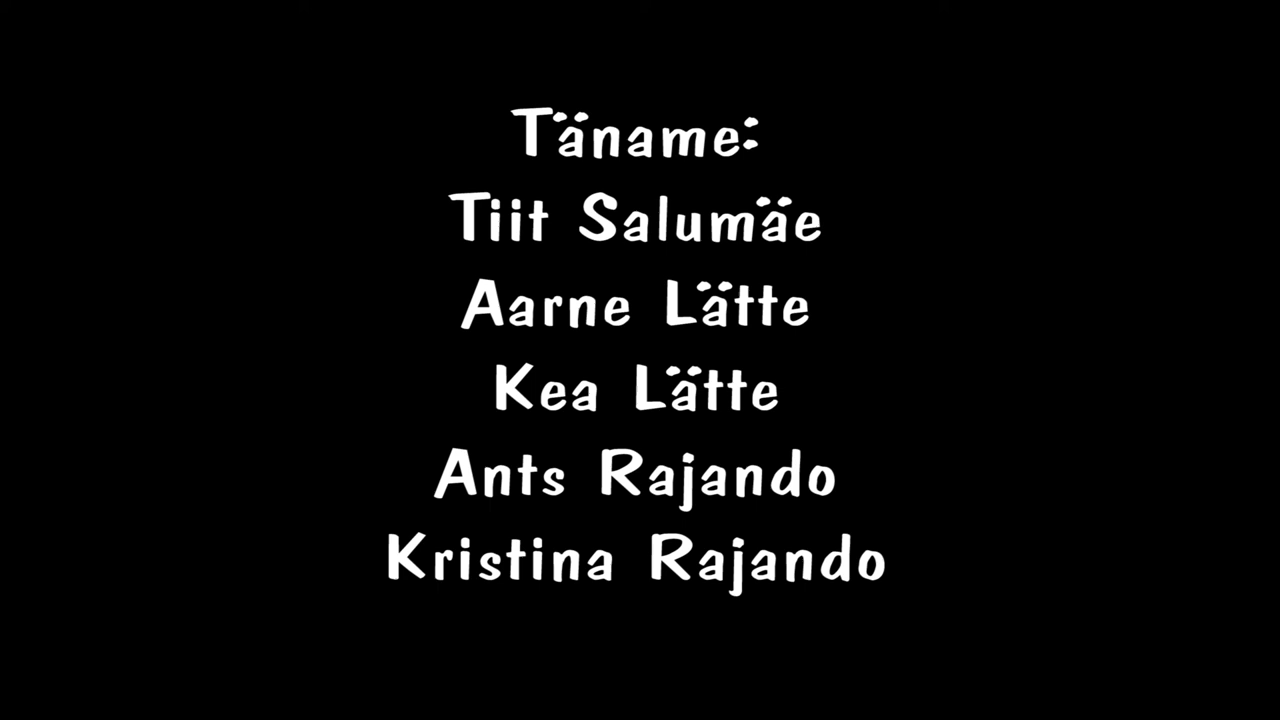 Täname:
Tiit Salumäe
Aarne Lätte
Kea Lätte
Ants Rajando
Kristina Rajando